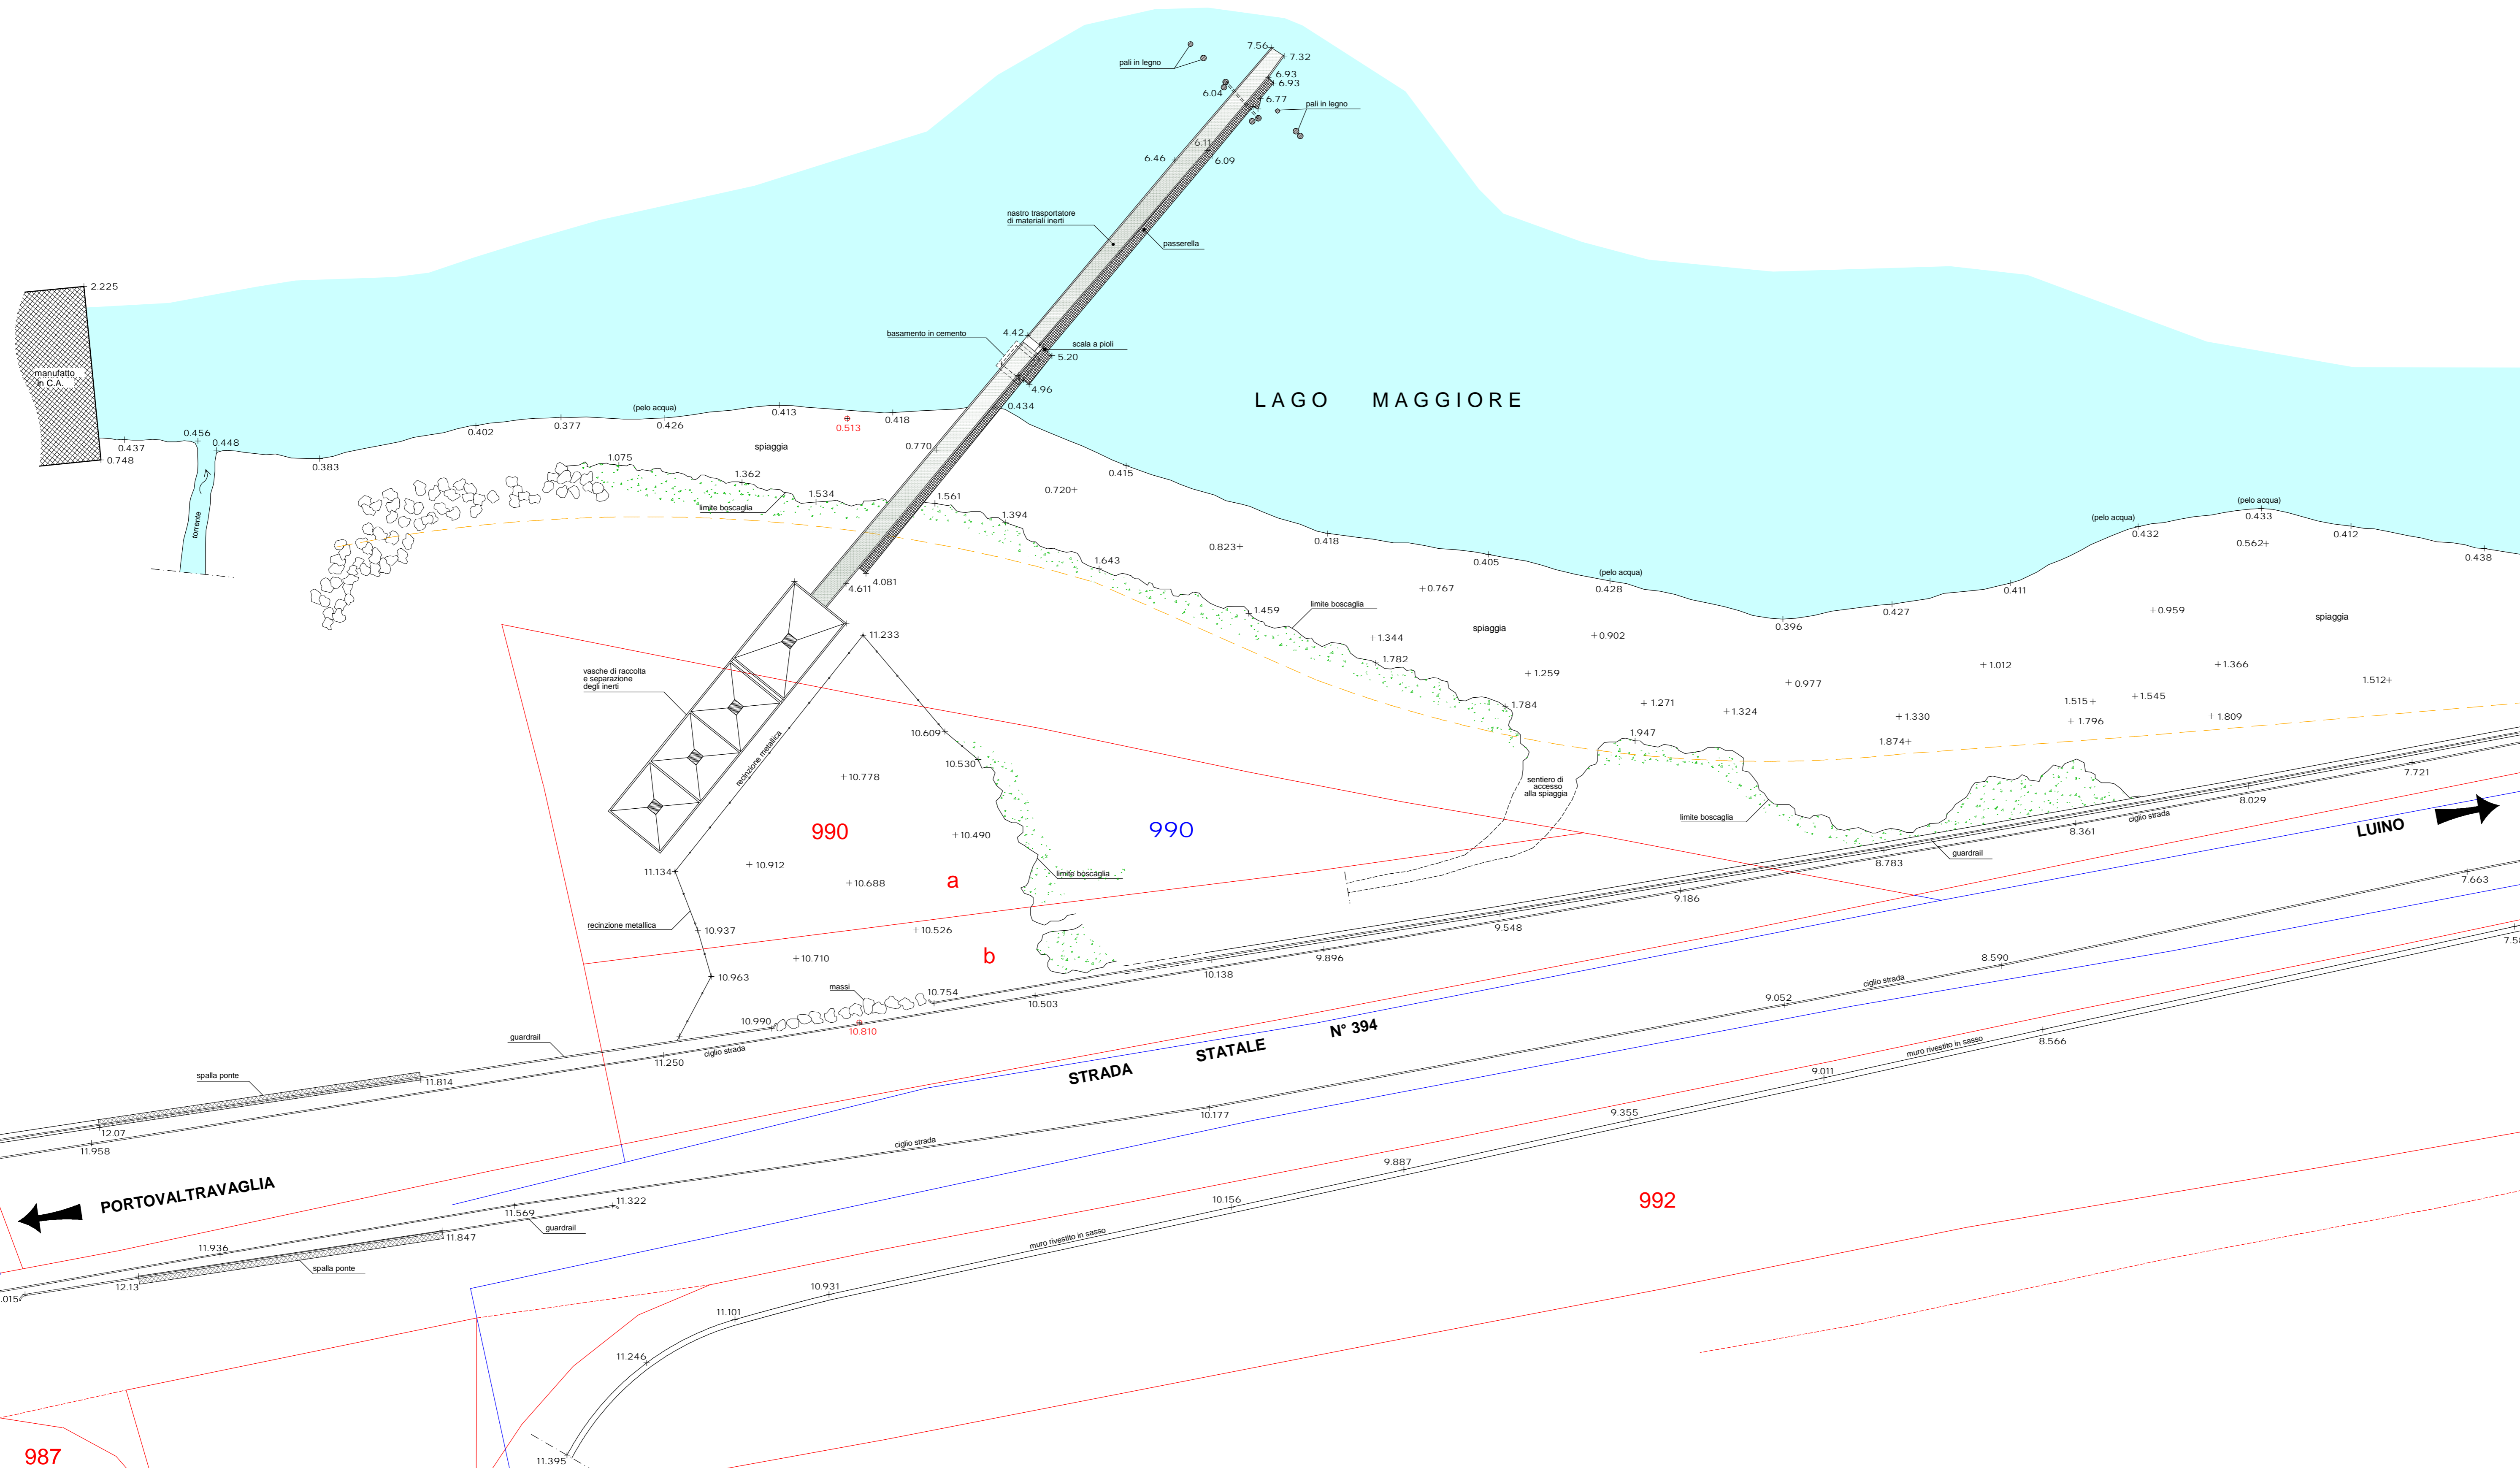 7.56
7.32
pali in legno
6.93
6.93
6.04
6.77
pali in legno
6.11
6.46
6.09
nastro trasportatore
di materiali inerti
passerella
2.225
4.42
basamento in cemento
scala a pioli
5.20
manufatto
in C.A.
4.96
LAGO MAGGIORE
(pelo acqua)
0.434
0.413
0.418
0.402
0.377
0.426
0.513
0.456
0.448
0.437
0.748
0.383
spiaggia
0.770
1.075
1.362
1.534
limite boscaglia
1.561
1.394
0.415
0.720
torrente
0.823
0.418
1.643
0.405
(pelo acqua)
0.428
(pelo acqua)
0.432
(pelo acqua)
0.433
0.412
0.562
0.438
4.081
4.611
0.767
0.411
0.427
0.396
0.959
spiaggia
1.459
limite boscaglia
spiaggia
0.902
1.344
1.782
11.233
1.259
1.012
1.366
0.977
1.512
vasche di raccolta
e separazione
degli inerti
1.784
1.271
1.324
1.330
1.515
1.545
1.796
1.809
1.874
1.947
10.609
10.530
recinzione metallica
10.778
sentiero di
accesso
alla spiaggia
7.721
8.029
990
10.490
990
limite boscaglia
8.361
ciglio strada
LUINO
guardrail
8.783
11.134
10.912
10.688
a
limite boscaglia
7.663
9.186
recinzione metallica
10.937
10.526
9.548
b
10.710
9.896
10.138
8.590
ciglio strada
7.58
10.963
massi
10.754
10.503
9.052
10.990
10.810
N° 394
guardrail
11.250
ciglio strada
STATALE
STRADA
muro rivestito in sasso
8.566
spalla ponte
11.814
9.011
12.07
11.958
10.177
9.355
ciglio strada
9.887
PORTOVALTRAVAGLIA
11.322
11.569
guardrail
10.156
992
11.936
11.847
muro rivestito in sasso
spalla ponte
12.13
.015
10.931
11.101
11.246
987
11.395